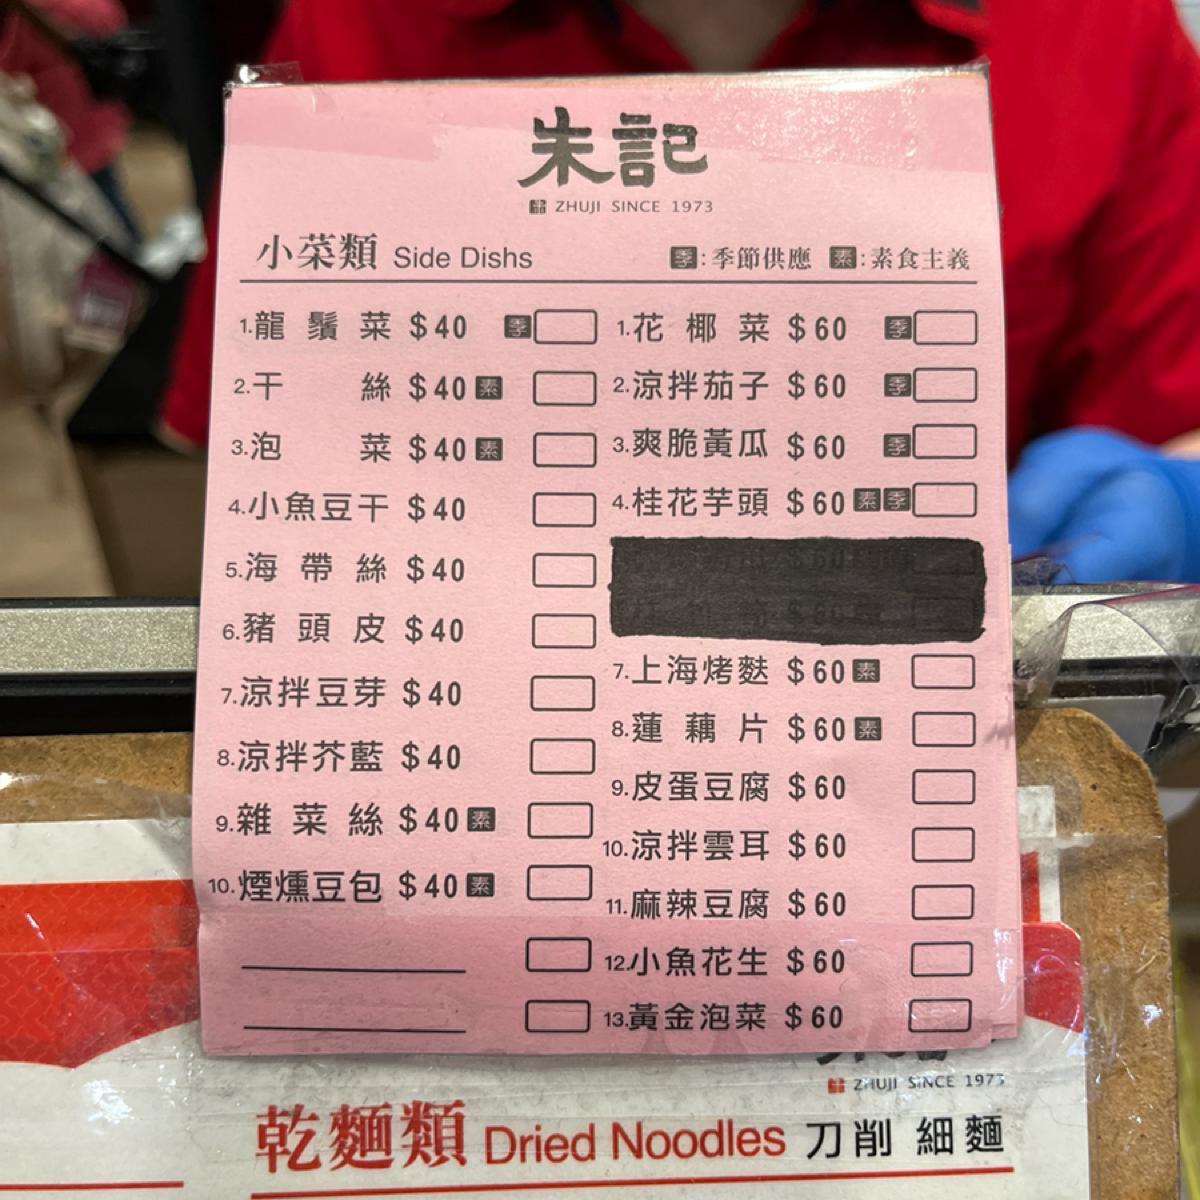 朱記
ZHUJI SINCE 1973
小菜類 Side Dishs
季:季節供應 素:素食主義
1.龍鬚菜 $40 季
2.干絲 $40 素
3.泡菜 $40 素
4.小魚豆干 $40
5.海帶絲 $40
6.豬頭皮 $40
7.涼拌豆芽 $40
8.涼拌芥藍 $40
9.雜菜絲 $40 素
10.煙燻豆包 $40 素
1.花椰菜 $60 季
2.涼拌茄子 $60 季
3.爽脆黃瓜 $60 季
4.桂花芋頭 $60 素季
$60
$60
7.上海烤麩 $60 素
8.蓮藕片 $60 素
9.皮蛋豆腐 $60
10.涼拌雲耳 $60
11.麻辣豆腐 $60
12.小魚花生 $60
13.黃金泡菜 $60
ZHUJI SINCE 1973
乾麵類 Dried Noodles 刀削 細麵